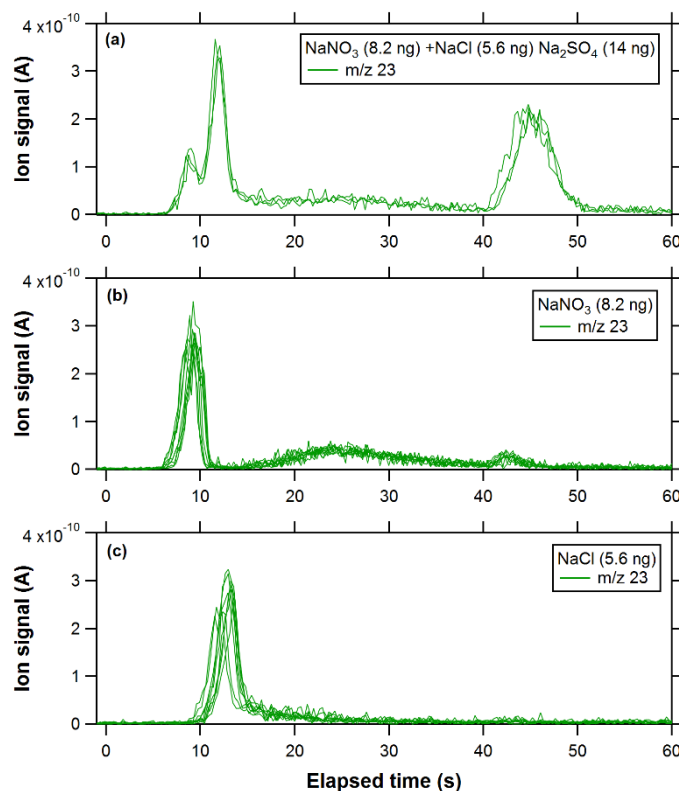 4 x10⁻¹⁰
(a)
NaNO₃ (8.2 ng) +NaCl (5.6 ng) Na₂SO₄ (14 ng)
m/z 23
3
2
1
0
Ion signal (A)
0 10 20 30 40 50 60
4 x10⁻¹⁰
(b)
NaNO₃ (8.2 ng)
m/z 23
3
2
1
0
Ion signal (A)
0 10 20 30 40 50 60
4 x10⁻¹⁰
(c)
NaCl (5.6 ng)
m/z 23
3
2
1
0
Ion signal (A)
0 10 20 30 40 50 60
Elapsed time (s)